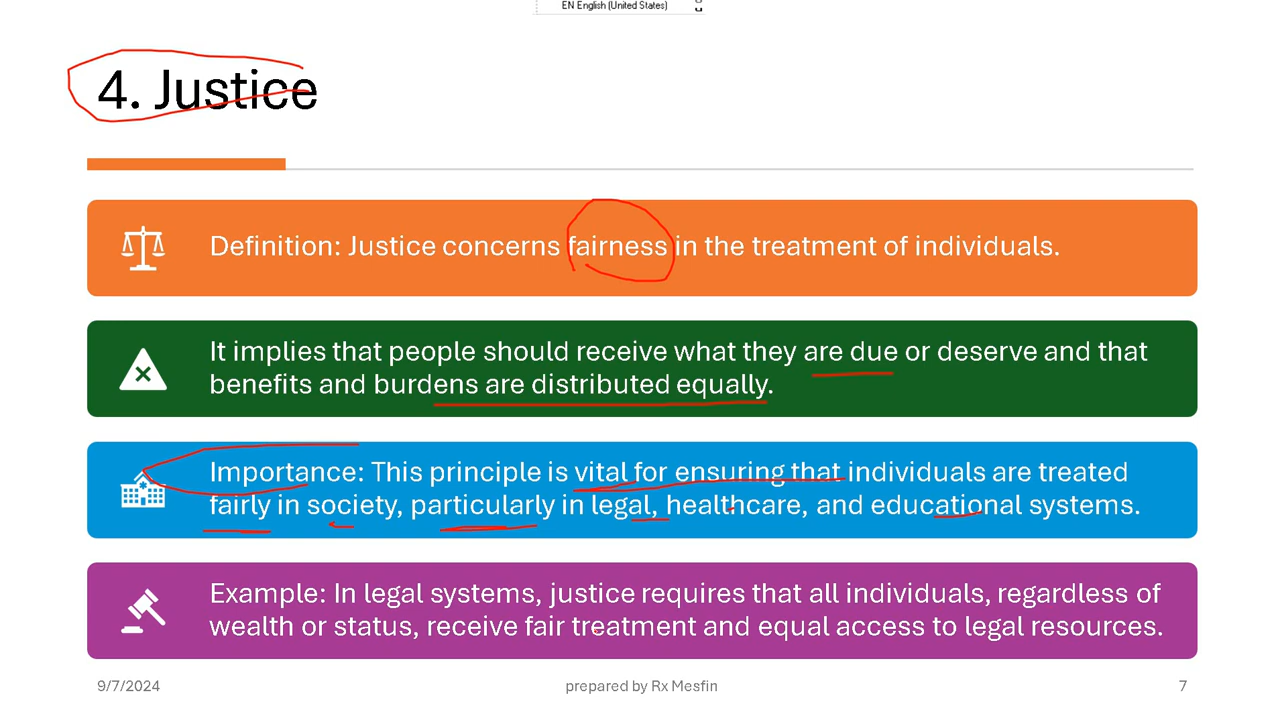 EN English (United States)
4. Justice
Definition: Justice concerns fairness in the treatment of individuals.
It implies that people should receive what they are due or deserve and that
benefits and burdens are distributed equally.
Importance: This principle is vital for ensuring that individuals are treated
fairly in society, particularly in legal, healthcare, and educational systems.
Example: In legal systems, justice requires that all individuals, regardless of
wealth or status, receive fair treatment and equal access to legal resources.
9/7/2024
prepared by Rx Mesfin
7